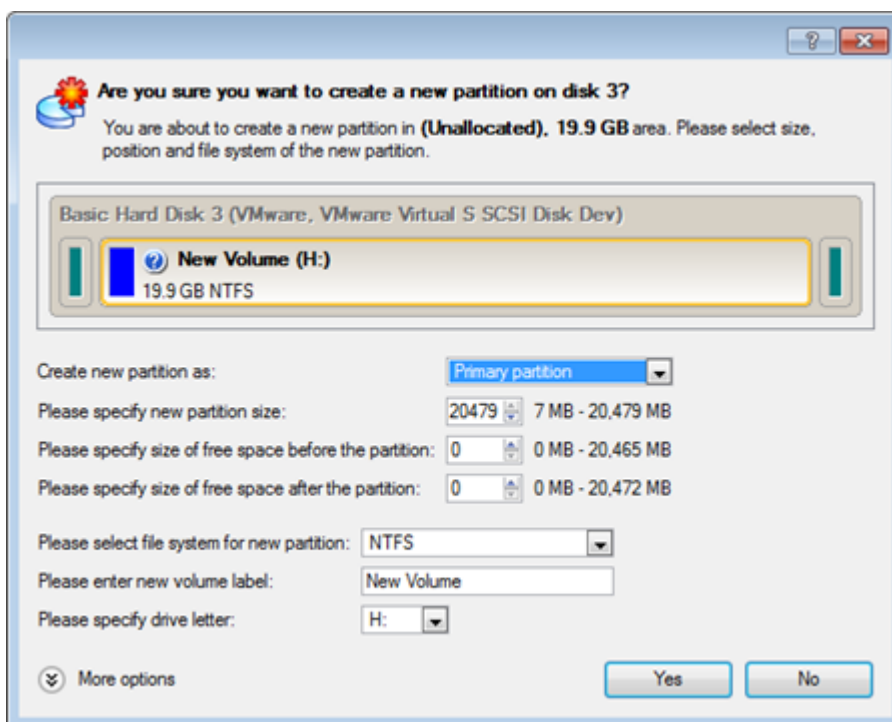 Are you sure you want to create a new partition on disk 3?
You are about to create a new partition in (Unallocated), 19.9 GB area. Please select size,
position and file system of the new partition.
Basic Hard Disk 3 (VMware, VMware Virtual S SCSI Disk Dev)
New Volume (H:)
19.9 GB NTFS
Create new partition as: Primary partition
Please specify new partition size: 20479 7 MB - 20,479 MB
Please specify size of free space before the partition: 0 0 MB - 20,465 MB
Please specify size of free space after the partition: 0 0 MB - 20,472 MB
Please select file system for new partition: NTFS
Please enter new volume label: New Volume
Please specify drive letter: H:
More options Yes No